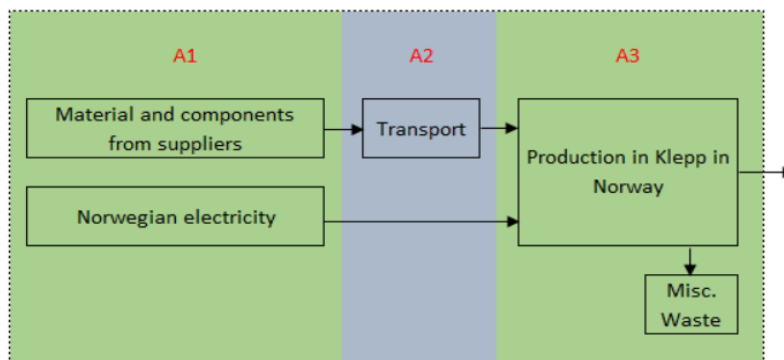 A1
A2
A3
Material and components
from suppliers
Transport
Production in Klepp in
Norway
Norwegian electricity
Misc.
Waste